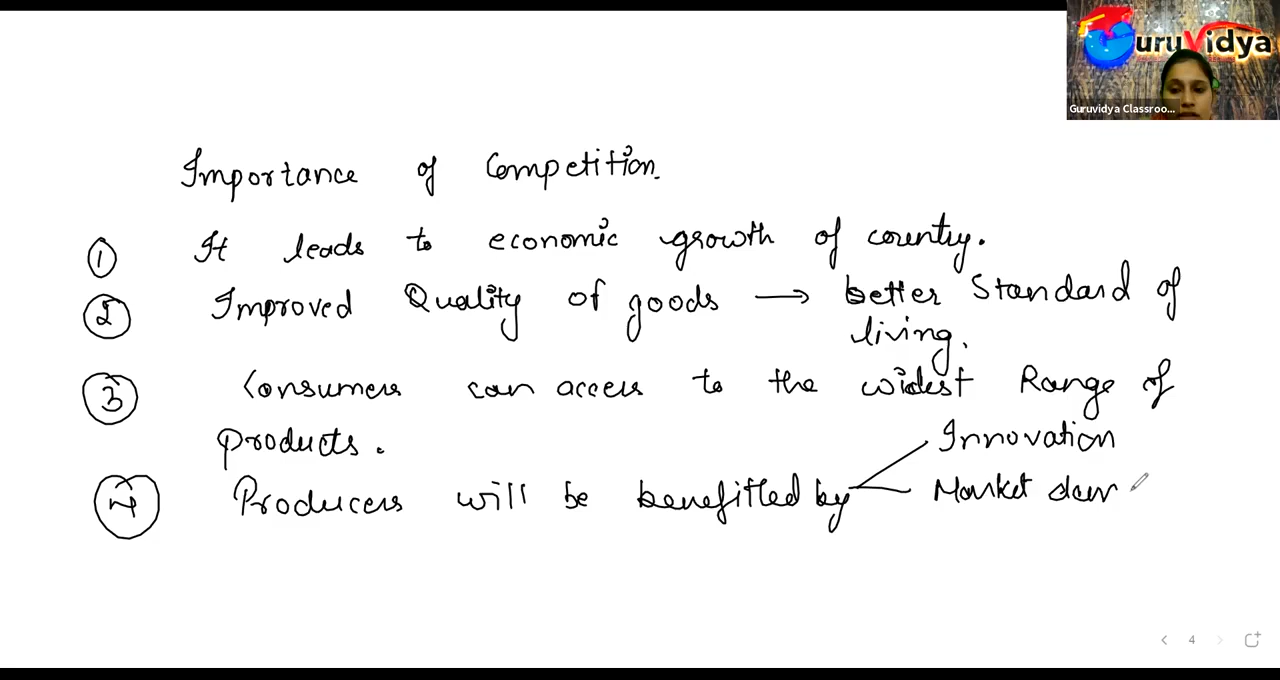 GuruVidya
Guruvidya Classroo...
Importance of Competition.
1 It leads to economic growth of country.
2 Improved Quality of goods → better Standard of
living.
3 Consumers can access to the widest Range of
products.
Innovation
4 Producers will be benefitted by Market
4